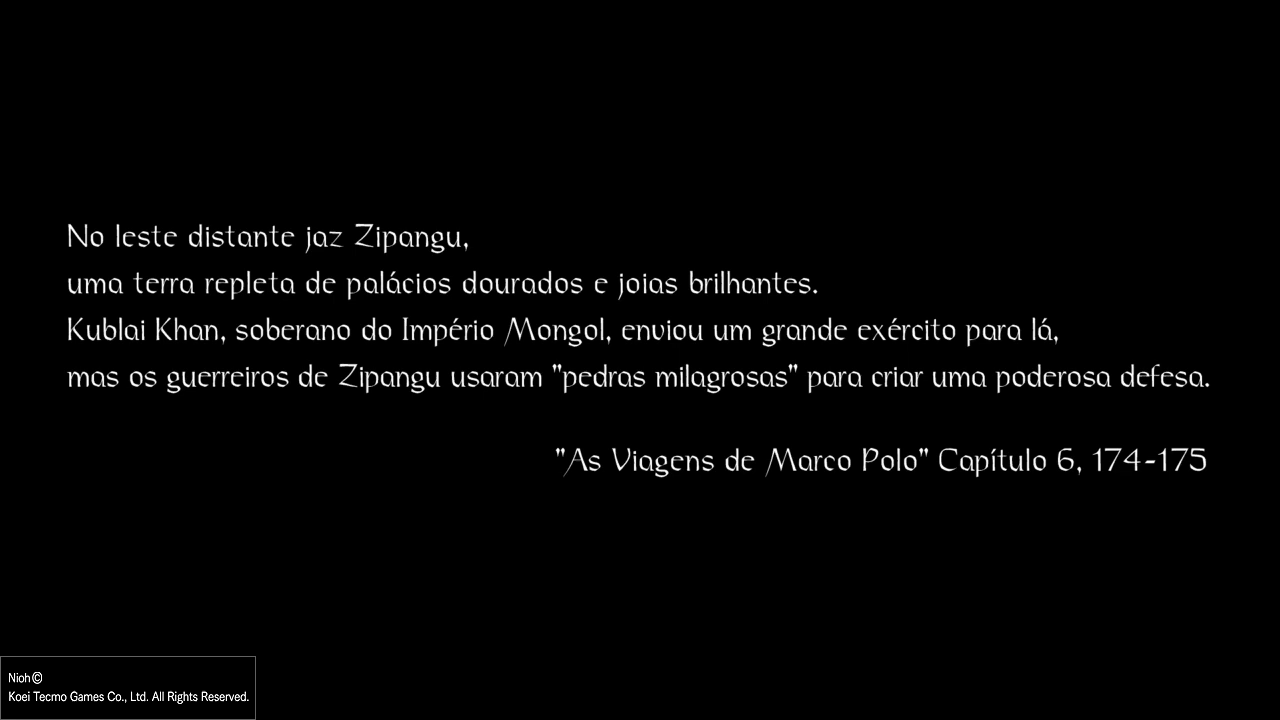 No leste distante jaz Zipangu,
uma terra repleta de palácios dourados e joias brilhantes.
Kublai Khan, soberano do Império Mongol, enviou um grande exército para lá,
mas os guerreiros de Zipangu usaram "pedras milagrosas" para criar uma poderosa defesa.
"As Viagens de Marco Polo" Capítulo 6, 174-175
Nioh©
Koei Tecmo Games Co., Ltd. All Rights Reserved.